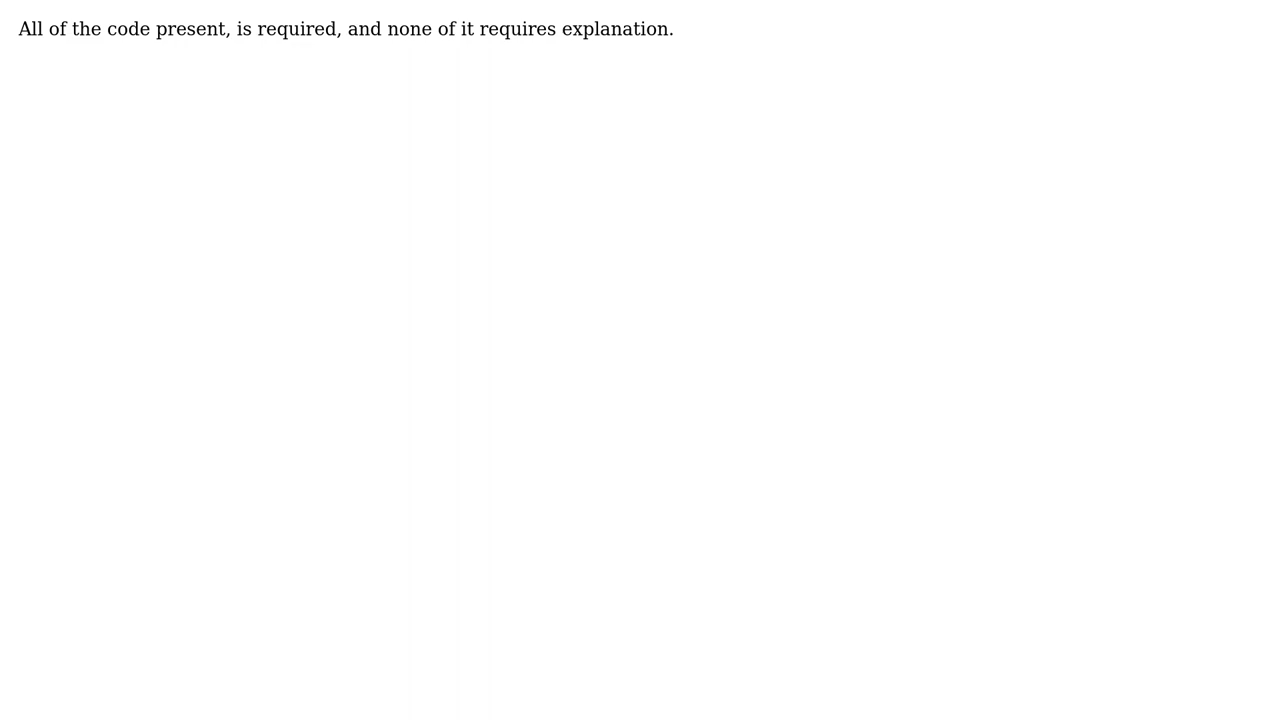 All of the code present, is required, and none of it requires explanation.